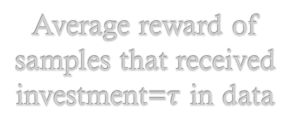 Average reward of
samples that received
investment=τ in data